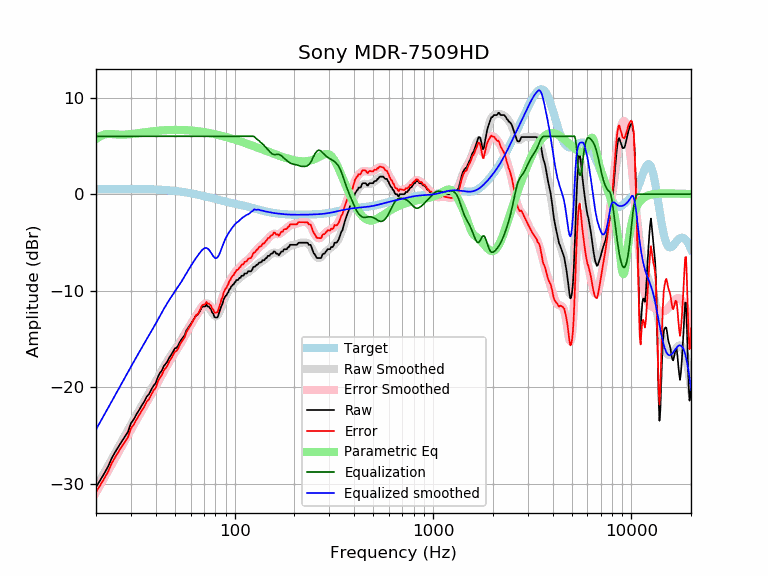 Sony MDR-7509HD
10
0
−10
−20
−30
Amplitude (dBr)
Target
Raw Smoothed
Error Smoothed
Raw
Error
Parametric Eq
Equalization
Equalized smoothed
100
1000
10000
Frequency (Hz)